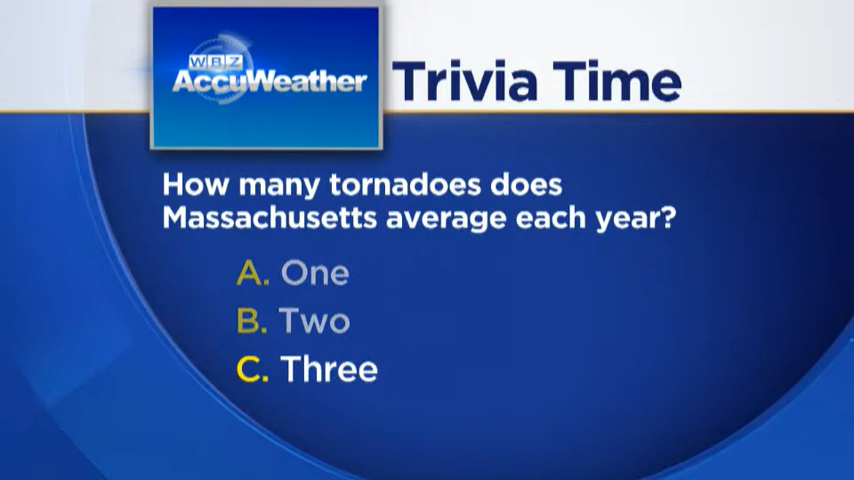 WBZ
AccuWeather
Trivia Time
How many tornadoes does
Massachusetts average each year?
A. One
B. Two
C. Three